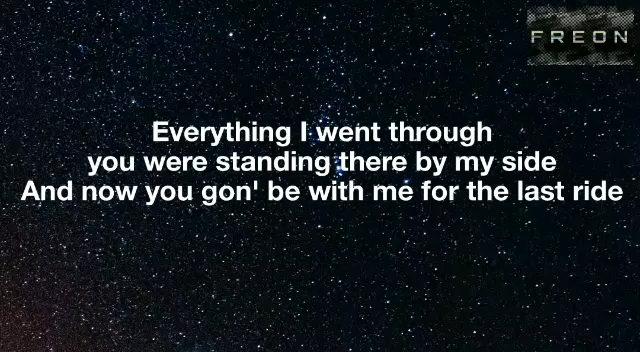 FREON
Everything I went through
you were standing there by my side
And now you gon' be with me for the last ride